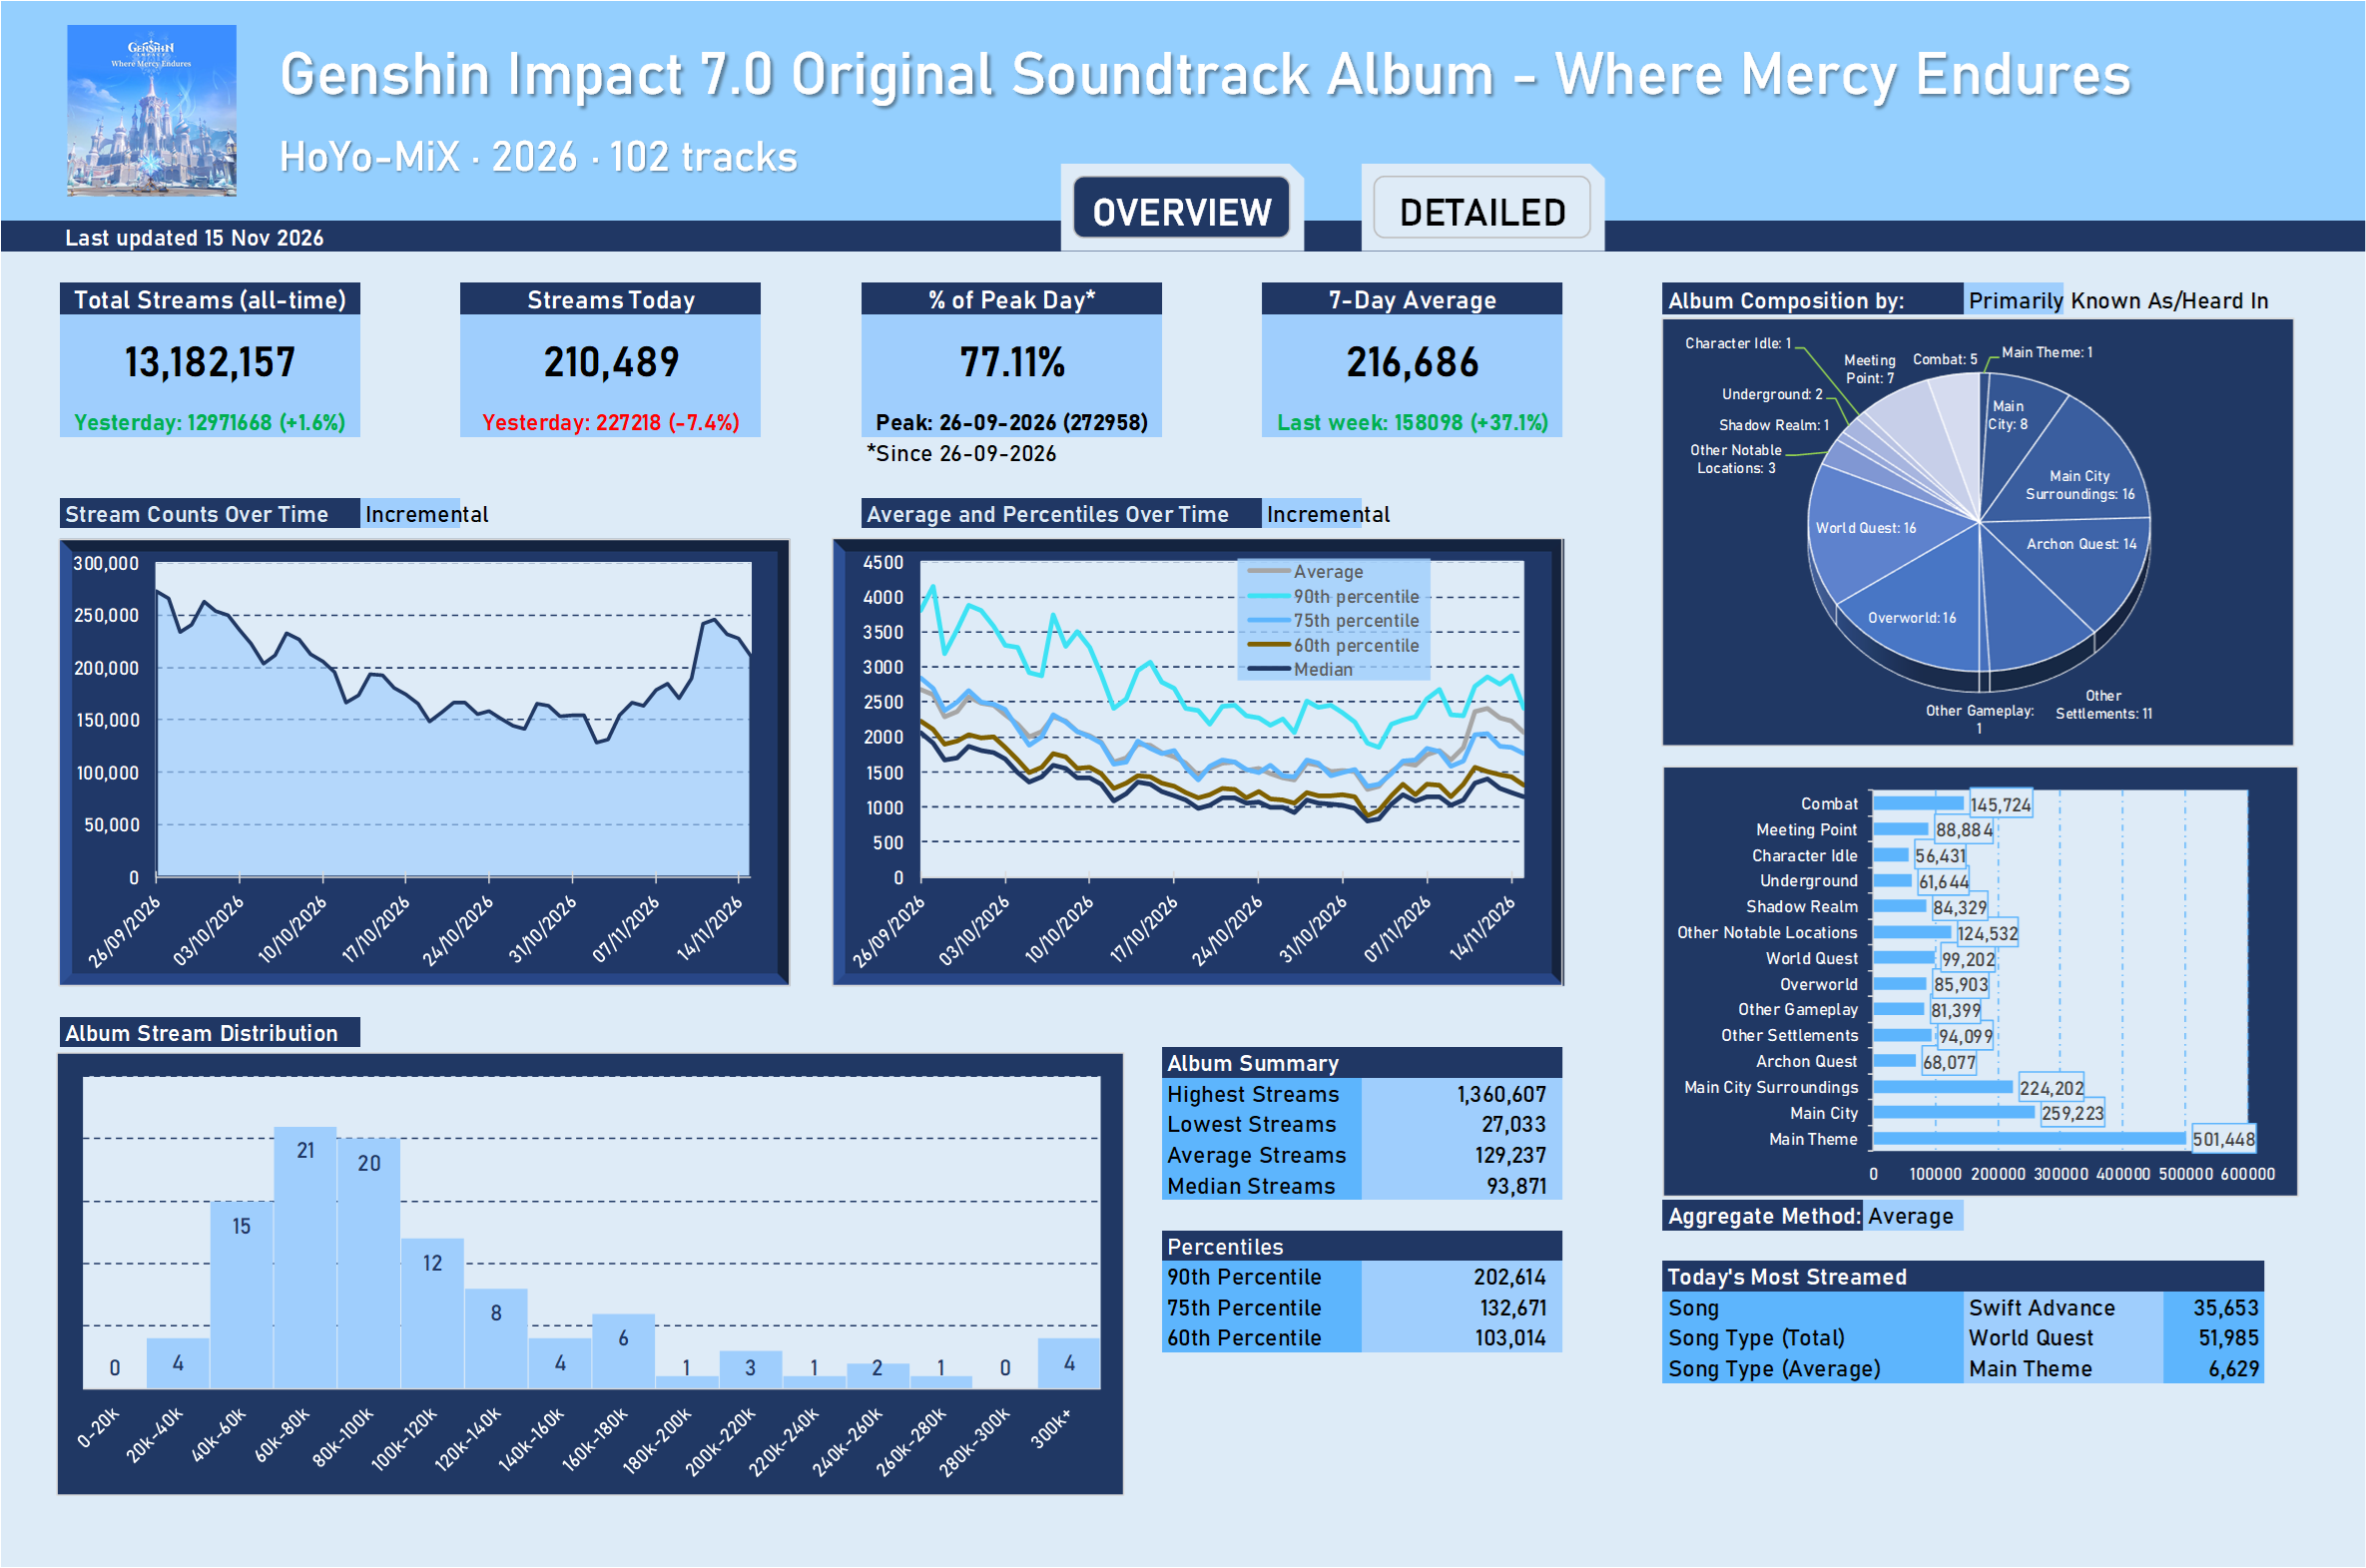 GENSHIN
IMPACT
Where Mercy Endures
Genshin Impact 7.0 Original Soundtrack Album - Where Mercy Endures
HoYo-MiX · 2026 · 102 tracks
OVERVIEW
DETAILED
Last updated 15 Nov 2026
Total Streams (all-time)
13,182,157
Yesterday: 12971668 (+1.6%)
Streams Today
210,489
Yesterday: 227218 (-7.4%)
% of Peak Day*
77.11%
Peak: 26-09-2026 (272958)
*Since 26-09-2026
7-Day Average
216,686
Last week: 158098 (+37.1%)
Album Composition by: Primarily Known As/Heard In
Character Idle: 1
Meeting
Point: 7
Combat: 5
Main Theme: 1
Underground: 2
Main
City: 8
Shadow Realm: 1
Other Notable
Locations: 3
Main City
Surroundings: 16
World Quest: 16
Archon Quest: 14
Overworld: 16
Other Gameplay:
1
Other
Settlements: 11
Stream Counts Over Time Incremental
300,000
250,000
200,000
150,000
100,000
50,000
0
26/09/2026
03/10/2026
10/10/2026
17/10/2026
24/10/2026
31/10/2026
07/11/2026
14/11/2026
Average and Percentiles Over Time Incremental
4500
4000
3500
3000
2500
2000
1500
1000
500
0
Average
90th percentile
75th percentile
60th percentile
Median
26/09/2026
03/10/2026
10/10/2026
17/10/2026
24/10/2026
31/10/2026
07/11/2026
14/11/2026
Combat 145,724
Meeting Point 88,884
Character Idle 56,431
Underground 61,644
Shadow Realm 84,329
Other Notable Locations 124,532
World Quest 99,202
Overworld 85,903
Other Gameplay 81,399
Other Settlements 94,099
Archon Quest 68,077
Main City Surroundings 224,202
Main City 259,223
Main Theme 501,448
0 100000 200000 300000 400000 500000 600000
Aggregate Method: Average
Album Stream Distribution
0
4
15
21
20
12
8
4
6
1
3
1
2
1
0
4
0-20k
20k-40k
40k-60k
60k-80k
80k-100k
100k-120k
120k-140k
140k-160k
160k-180k
180k-200k
200k-220k
220k-240k
240k-260k
260k-280k
280k-300k
300k+
Album Summary
Highest Streams 1,360,607
Lowest Streams 27,033
Average Streams 129,237
Median Streams 93,871
Percentiles
90th Percentile 202,614
75th Percentile 132,671
60th Percentile 103,014
Today's Most Streamed
Song Swift Advance 35,653
Song Type (Total) World Quest 51,985
Song Type (Average) Main Theme 6,629